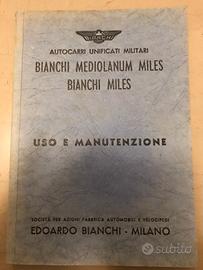 BIANCHI
AUTOCARRI UNIFICATI MILITARI
BIANCHI MEDIOLANUM MILES
BIANCHI MILES
USO E MANUTENZIONE
SOCIETÀ PER AZIONI FABBRICA AUTOMOBILI E VELOCIPEDI
EDOARDO BIANCHI - MILANO
subito